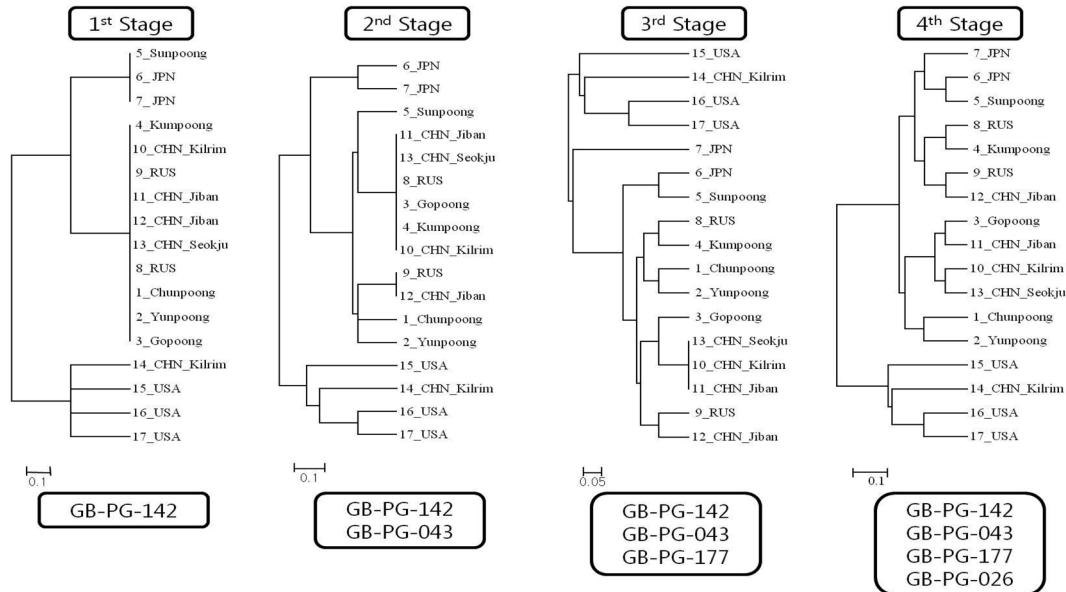 1st Stage
5_Sunpoong
6_JPN
7_JPN
4_Kumpoong
10_CHN_Kilrim
9_RUS
11_CHN_Jiban
12_CHN_Jiban
13_CHN_Seokju
8_RUS
1_Chunpoong
2_Yunpoong
3_Gopoong
14_CHN_Kilrim
15_USA
16_USA
17_USA
0.1
GB-PG-142
2nd Stage
6_JPN
7_JPN
5_Sunpoong
11_CHN_Jiban
13_CHN_Seokju
8_RUS
3_Gopoong
4_Kumpoong
10_CHN_Kilrim
9_RUS
12_CHN_Jiban
1_Chunpoong
2_Yunpoong
15_USA
14_CHN_Kilrim
16_USA
17_USA
0.1
GB-PG-142
GB-PG-043
3rd Stage
15_USA
14_CHN_Kilrim
16_USA
17_USA
7_JPN
6_JPN
5_Sunpoong
8_RUS
4_Kumpoong
1_Chunpoong
2_Yunpoong
3_Gopoong
13_CHN_Seokju
10_CHN_Kilrim
11_CHN_Jiban
9_RUS
12_CHN_Jiban
0.05
GB-PG-142
GB-PG-043
GB-PG-177
4th Stage
7_JPN
6_JPN
5_Sunpoong
8_RUS
4_Kumpoong
9_RUS
12_CHN_Jiban
3_Gopoong
11_CHN_Jiban
10_CHN_Kilrim
13_CHN_Seokju
1_Chunpoong
2_Yunpoong
15_USA
14_CHN_Kilrim
16_USA
17_USA
0.1
GB-PG-142
GB-PG-043
GB-PG-177
GB-PG-026